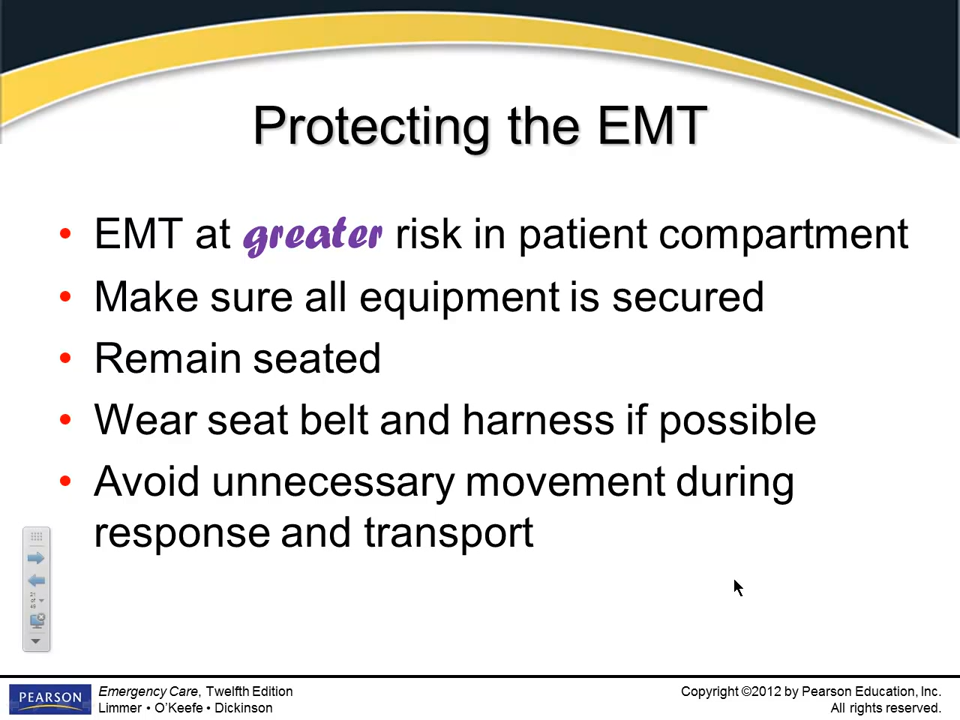 Protecting the EMT
• EMT at greater risk in patient compartment
• Make sure all equipment is secured
• Remain seated
• Wear seat belt and harness if possible
• Avoid unnecessary movement during
response and transport
21
of
PEARSON
Emergency Care, Twelfth Edition
Limmer • O'Keefe • Dickinson
Copyright ©2012 by Pearson Education, Inc.
All rights reserved.